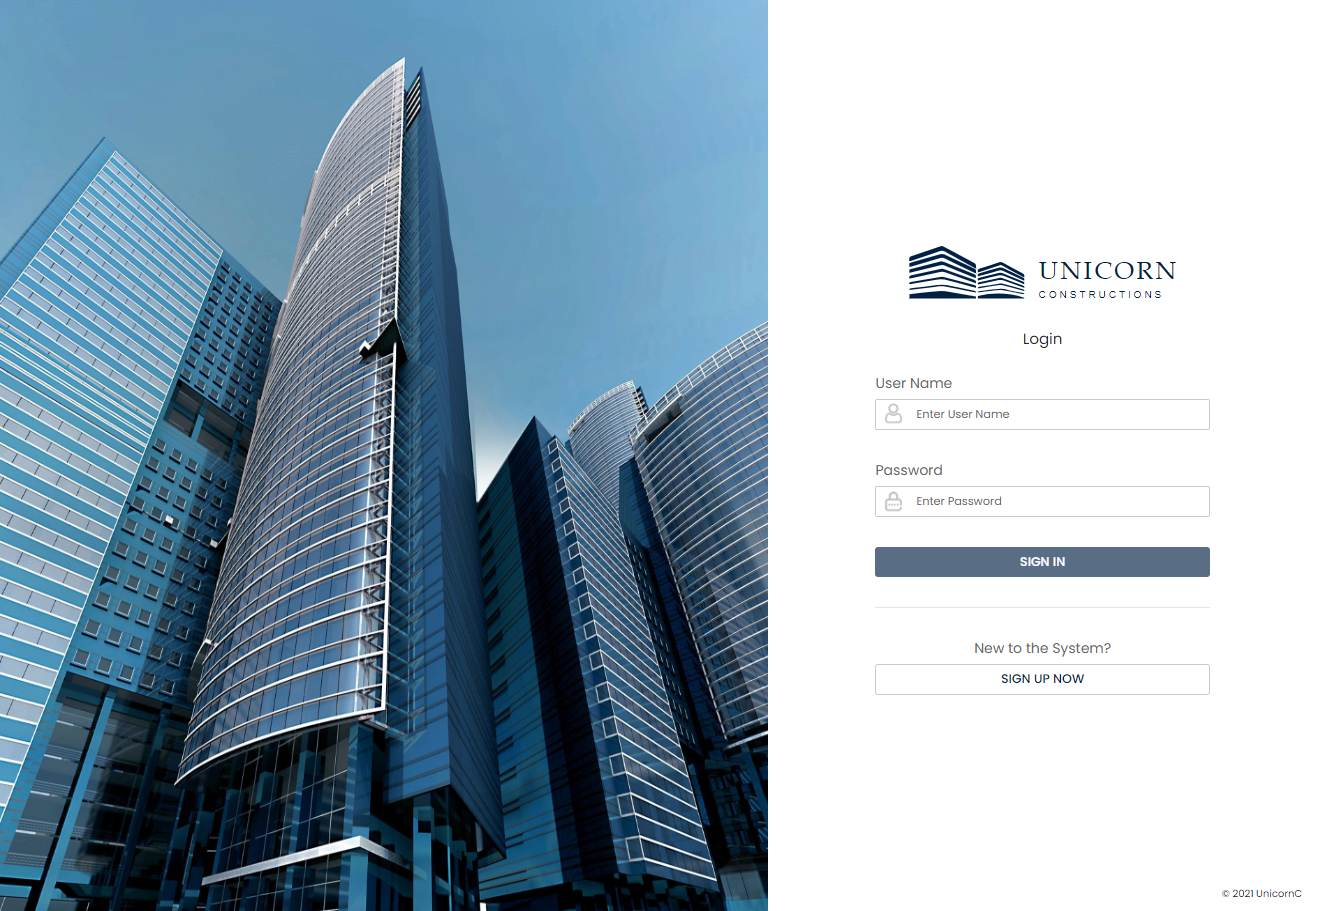 UNICORN
CONSTRUCTIONS
Login
User Name
Enter User Name
Password
Enter Password
SIGN IN
New to the System?
SIGN UP NOW
© 2021 UnicornC